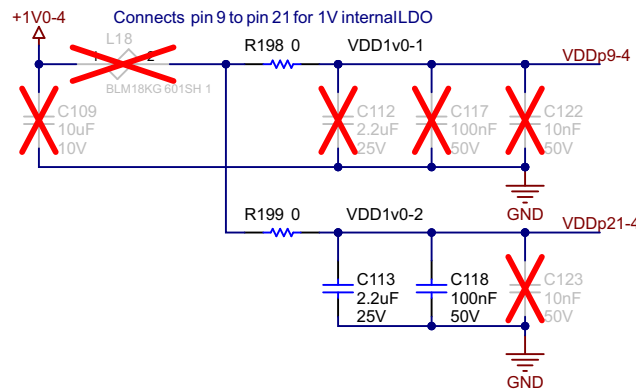 Connects pin 9 to pin 21 for 1V internalLDO
+1V0-4
L18
1 2
BLM18KG 601SH 1
R198 0
VDD1v0-1
VDDp9-4
C109
10uF
10V
C112
2.2uF
25V
C117
100nF
50V
C122
10nF
50V
GND
R199 0
VDD1v0-2
VDDp21-4
C113
2.2uF
25V
C118
100nF
50V
C123
10nF
50V
GND